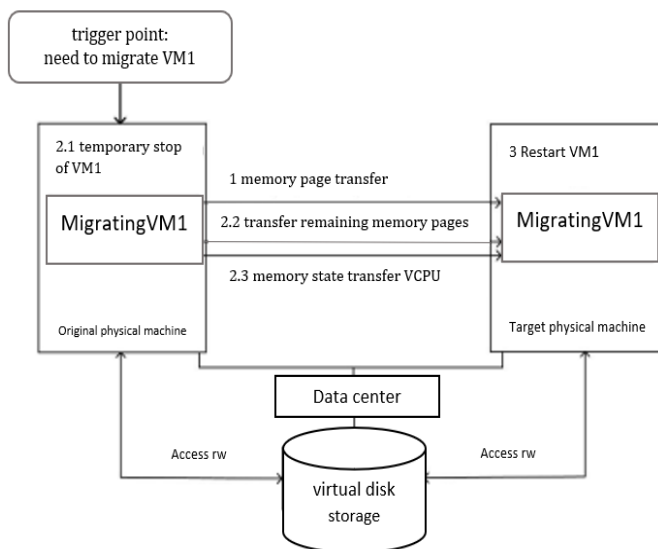 trigger point:
need to migrate VM1
2.1 temporary stop
of VM1
3 Restart VM1
1 memory page transfer
MigratingVM1
2.2 transfer remaining memory pages
MigratingVM1
2.3 memory state transfer VCPU
Original physical machine
Target physical machine
Data center
Access rw
Access rw
virtual disk
storage